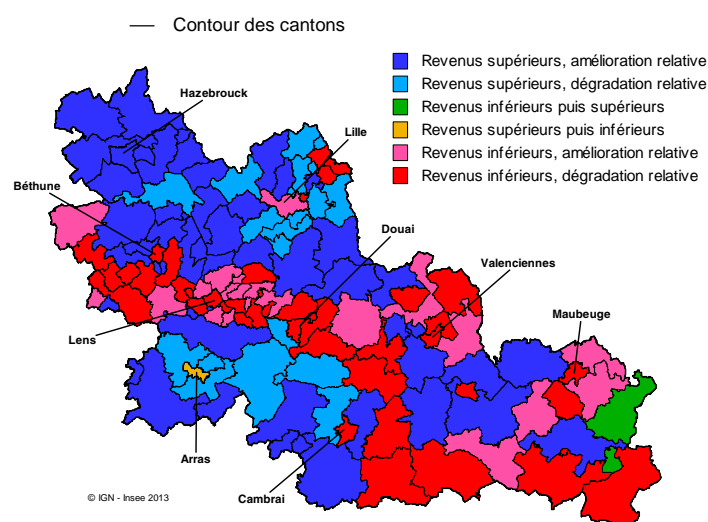 Contour des cantons
Revenus supérieurs, amélioration relative
Revenus supérieurs, dégradation relative
Revenus inférieurs puis supérieurs
Revenus supérieurs puis inférieurs
Revenus inférieurs, amélioration relative
Revenus inférieurs, dégradation relative
Hazebrouck
Lille
Béthune
Douai
Valenciennes
Maubeuge
Lens
Arras
Cambrai
© IGN - Insee 2013